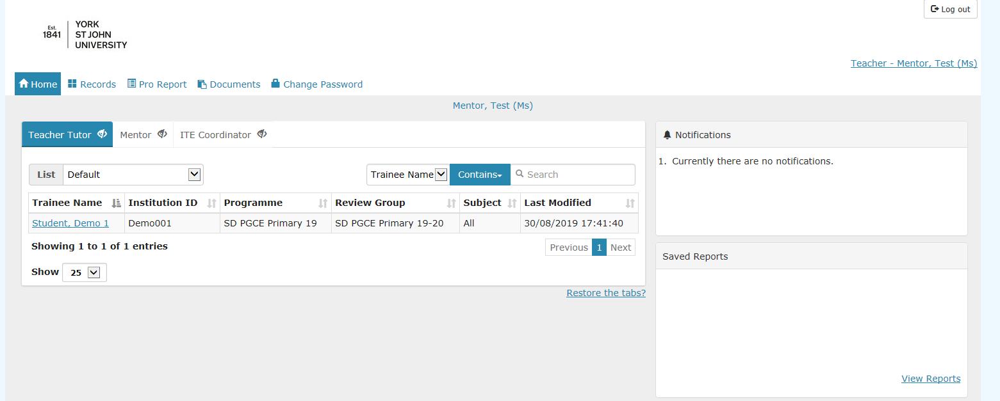 Log out
Est. 1841
YORK
ST JOHN
UNIVERSITY
Teacher - Mentor, Test (Ms)
Home Records Pro Report Documents Change Password
Mentor, Test (Ms)
Teacher Tutor Mentor ITE Coordinator
List Default Trainee Name Contains Search
Trainee Name Institution ID Programme Review Group Subject Last Modified
Student, Demo 1 Demo001 SD PGCE Primary 19 SD PGCE Primary 19-20 All 30/08/2019 17:41:40
Showing 1 to 1 of 1 entries Previous 1 Next
Show 25
Restore the tabs?
Notifications
1. Currently there are no notifications.
Saved Reports
View Reports